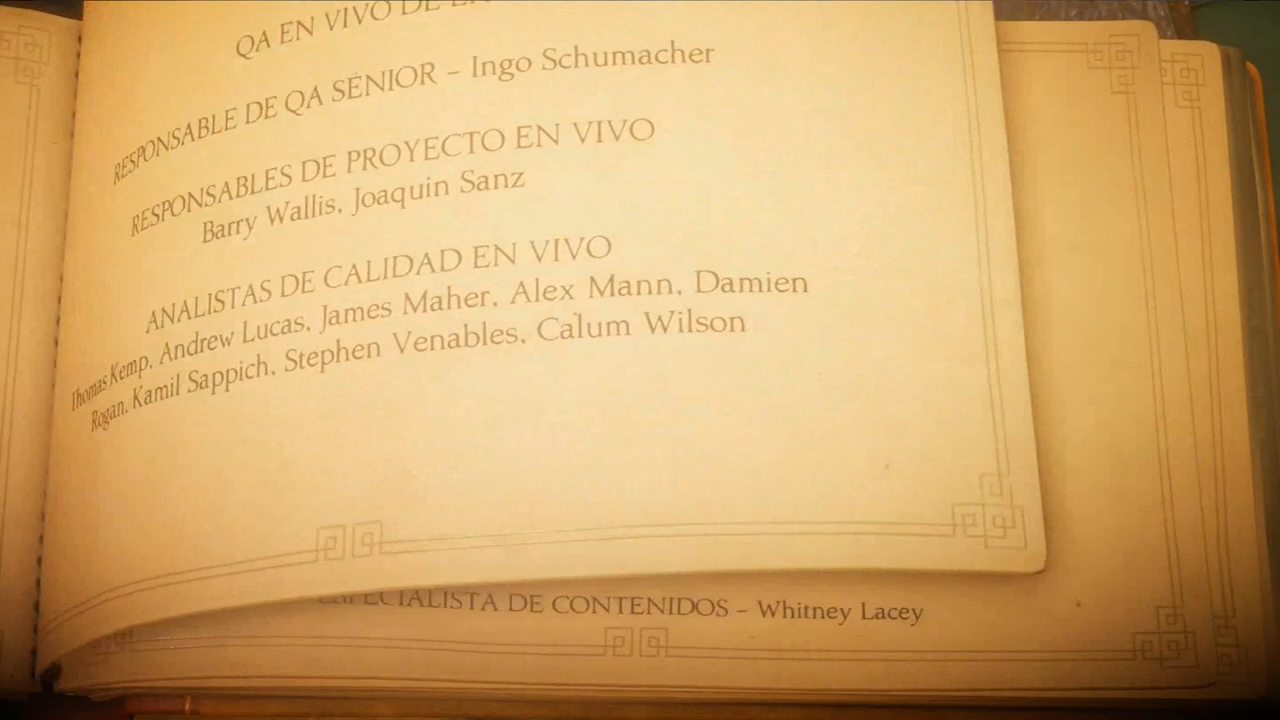 QA EN VIVO DE
RESPONSABLE DE QA SÉNIOR – Ingo Schumacher
RESPONSABLES DE PROYECTO EN VIVO
Barry Wallis, Joaquin Sanz
ANALISTAS DE CALIDAD EN VIVO
Thomas Kemp, Andrew Lucas, James Maher, Alex Mann, Damien
Rogan, Kamil Sappich, Stephen Venables, Calum Wilson
ESPECIALISTA DE CONTENIDOS – Whitney Lacey